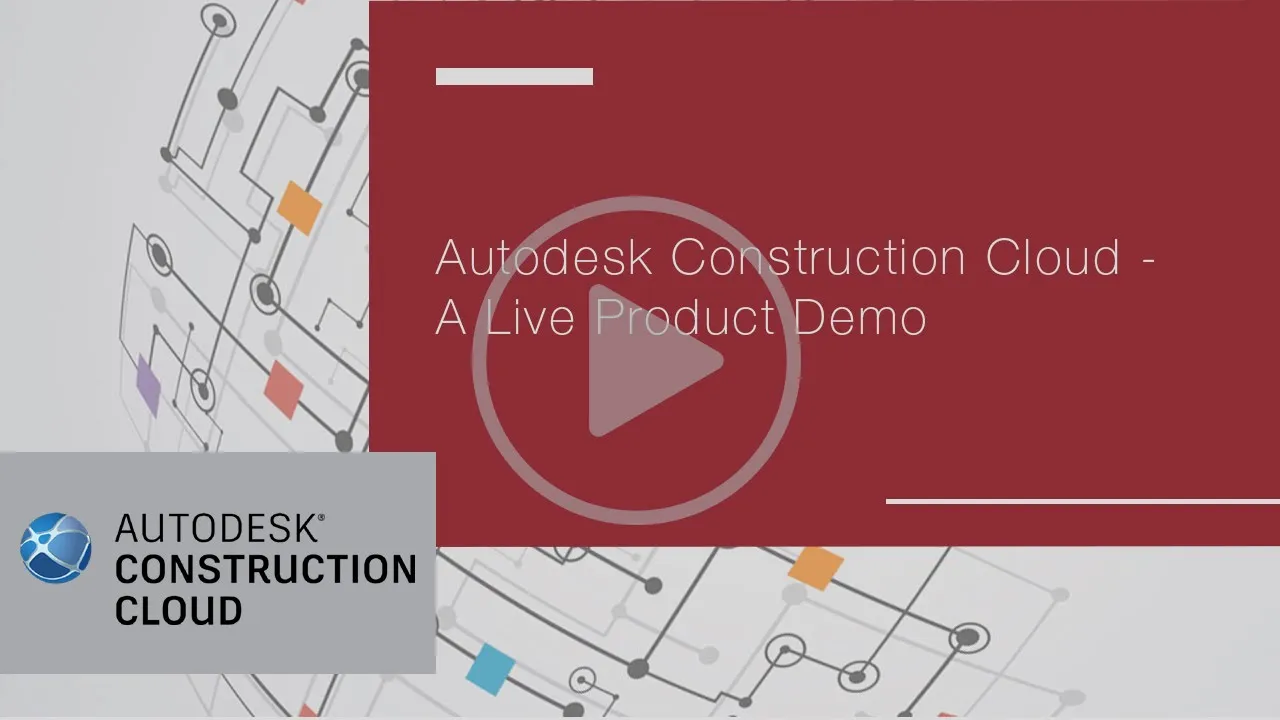 Autodesk Construction Cloud -
A Live Product Demo
AUTODESK®
CONSTRUCTION
CLOUD